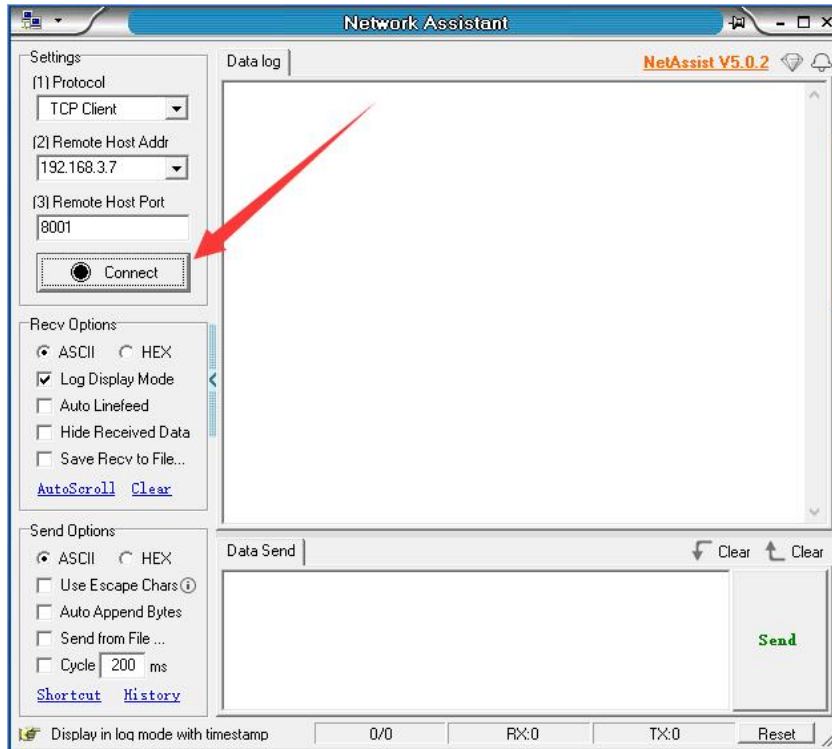 Network Assistant
Settings
(1) Protocol
TCP Client
(2) Remote Host Addr
192.168.3.7
(3) Remote Host Port
8001
Connect
Recv Options
ASCII HEX
Log Display Mode
Auto Linefeed
Hide Received Data
Save Recv to File...
AutoScroll Clear
Send Options
ASCII HEX
Use Escape Chars
Auto Append Bytes
Send from File ...
Cycle 200 ms
Shortcut History
Data log
NetAssist V5.0.2
Data Send
Clear Clear
Send
Display in log mode with timestamp 0/0 RX:0 TX:0 Reset